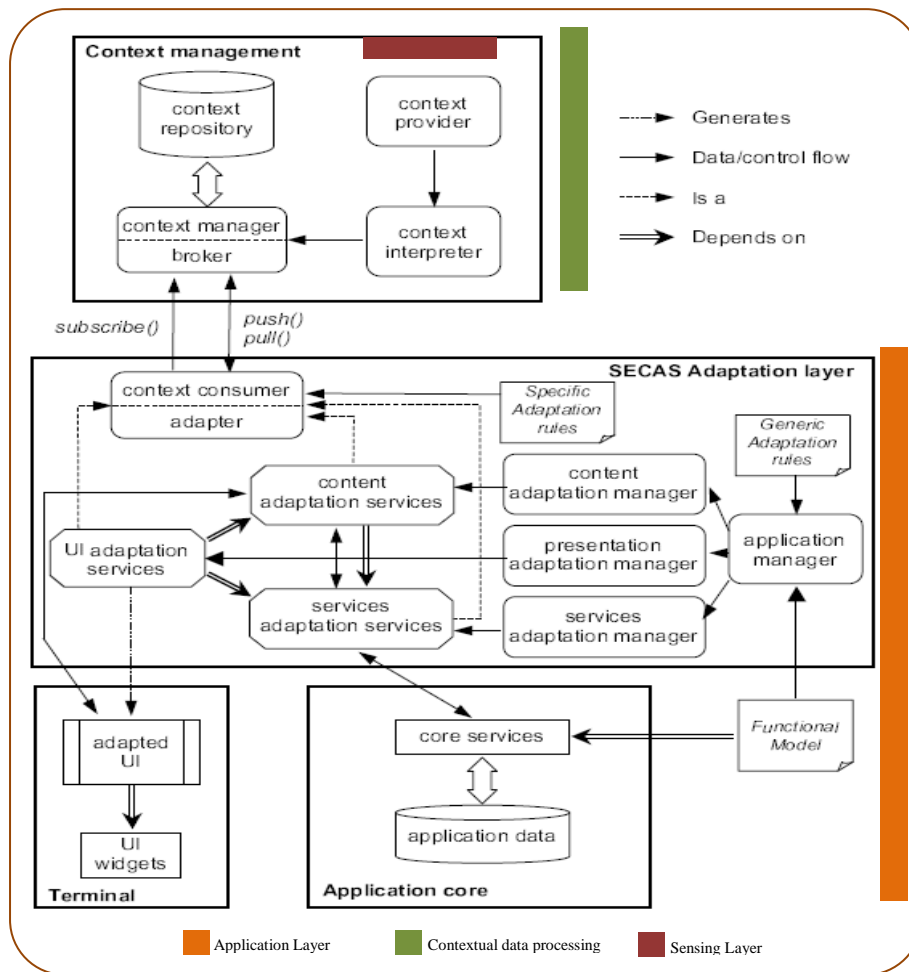 Context management
context
repository
context
provider
context manager
broker
context
interpreter
Generates
Data/control flow
Is a
Depends on
subscribe()
push()
pull()
SECAS Adaptation layer
context consumer
adapter
Specific
Adaptation
rules
Generic
Adaptation
rules
content
adaptation services
content
adaptation manager
UI adaptation
services
presentation
adaptation manager
application
manager
services
adaptation services
services
adaptation manager
adapted
UI
UI
widgets
Terminal
core services
application data
Application core
Functional
Model
Application Layer
Contextual data processing
Sensing Layer